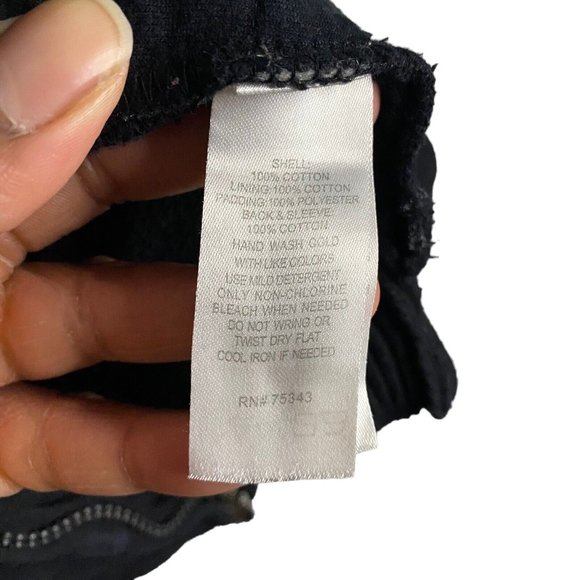 SHELL:
100% COTTON
LINING:100% COTTON
PADDING:100% POLYESTER
BACK & SLEEVE:
100% COTTON
HAND WASH COLD
WITH LIKE COLORS
USE MILD DETERGENT
ONLY NON-CHLORINE
BLEACH WHEN NEEDED
DO NOT WRING OR
TWIST DRY FLAT
COOL IRON IF NEEDED
RN# 75343